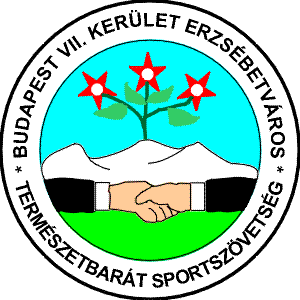 * BUDAPEST VII. KERÜLET ERZSÉBETVÁROS *
TERMÉSZETBARÁT SPORTSZÖVETSÉG